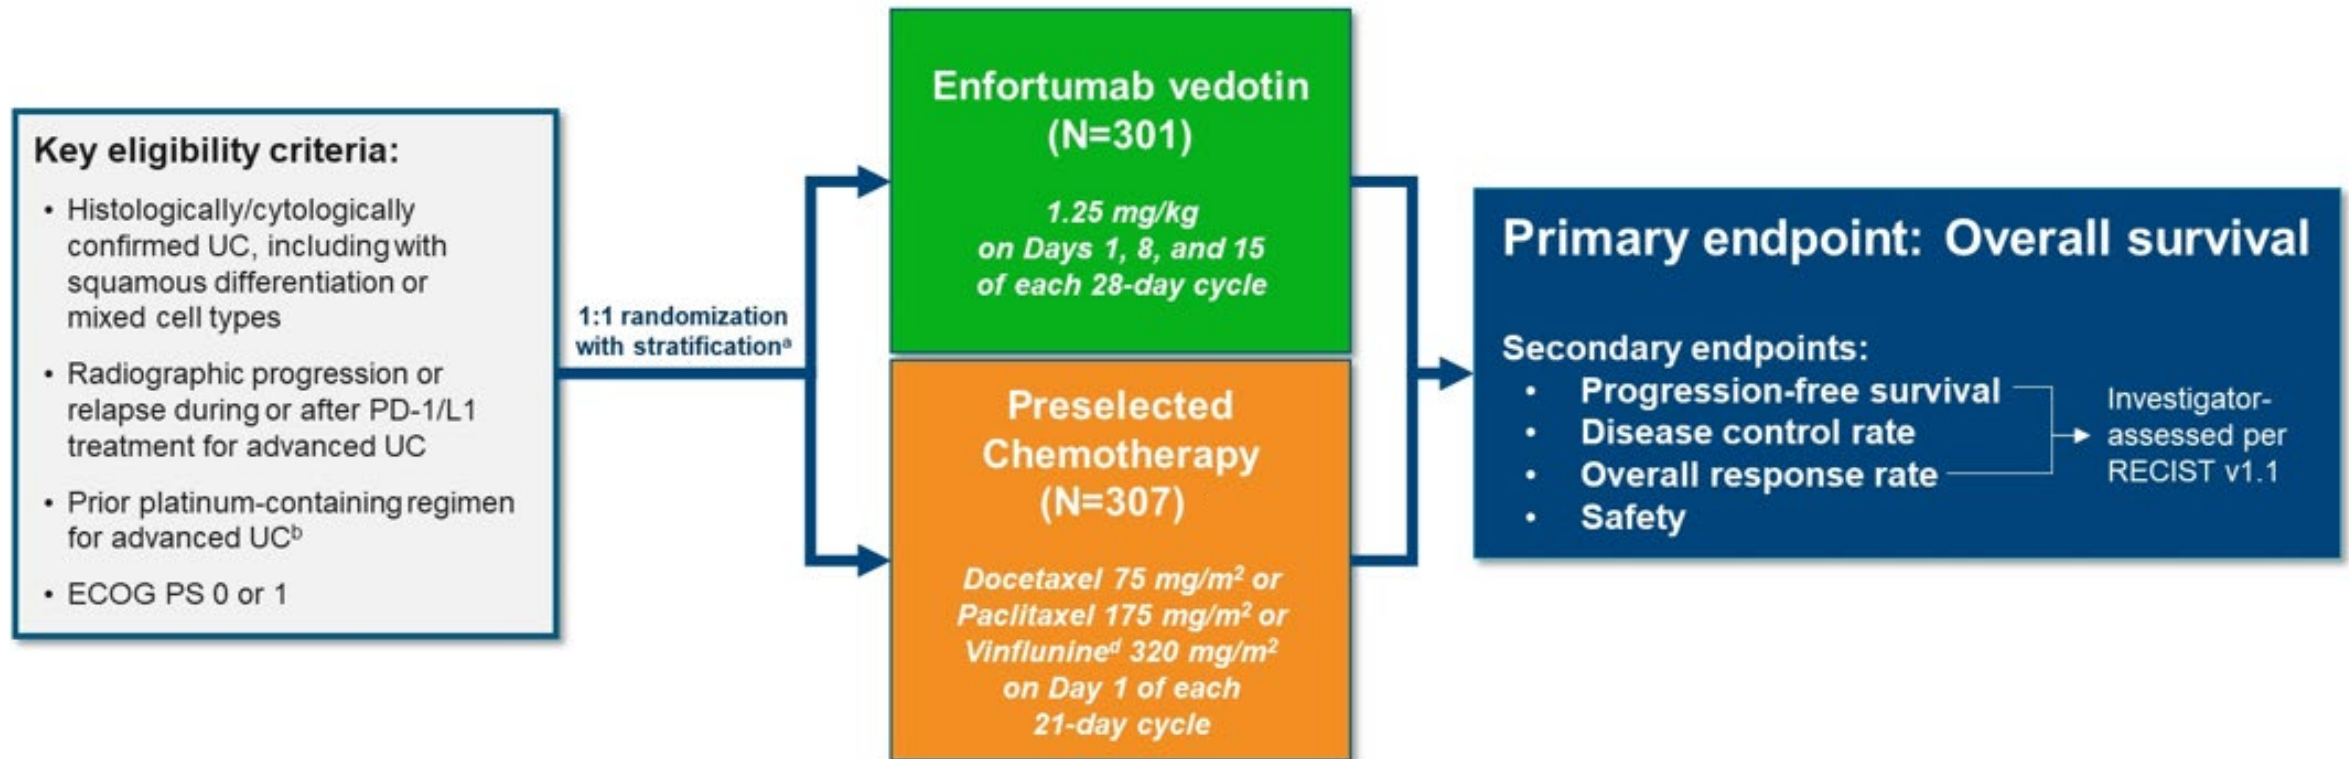 Key eligibility criteria:
• Histologically/cytologically
confirmed UC, including with
squamous differentiation or
mixed cell types
• Radiographic progression or
relapse during or after PD-1/L1
treatment for advanced UC
• Prior platinum-containing regimen
for advanced UCᵇ
• ECOG PS 0 or 1
1:1 randomization
with stratificationᵃ
Enfortumab vedotin
(N=301)
1.25 mg/kg
on Days 1, 8, and 15
of each 28-day cycle
Preselected
Chemotherapy
(N=307)
Docetaxel 75 mg/m² or
Paclitaxel 175 mg/m² or
Vinflunineᵈ 320 mg/m²
on Day 1 of each
21-day cycle
Primary endpoint: Overall survival
Secondary endpoints:
• Progression-free survival
• Disease control rate
• Overall response rate
• Safety
Investigator-
assessed per
RECIST v1.1